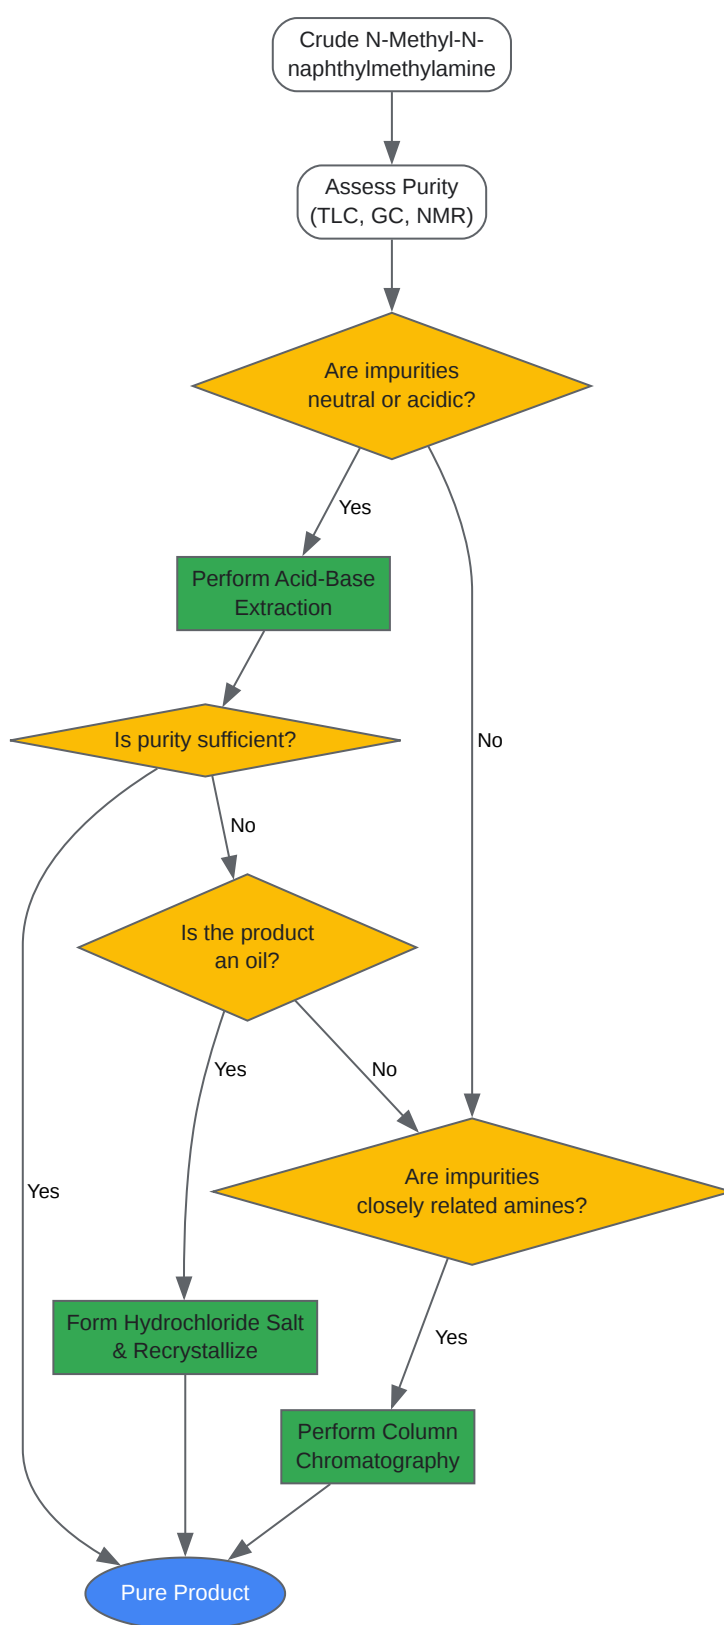 Crude N-Methyl-N-
naphthylmethylamine
Assess Purity
(TLC, GC, NMR)
Are impurities
neutral or acidic?
Yes
Perform Acid-Base
Extraction
Is purity sufficient?
No
No
Is the product
an oil?
Yes
No
Are impurities
closely related amines?
Yes
Form Hydrochloride Salt
& Recrystallize
Yes
Perform Column
Chromatography
Pure Product